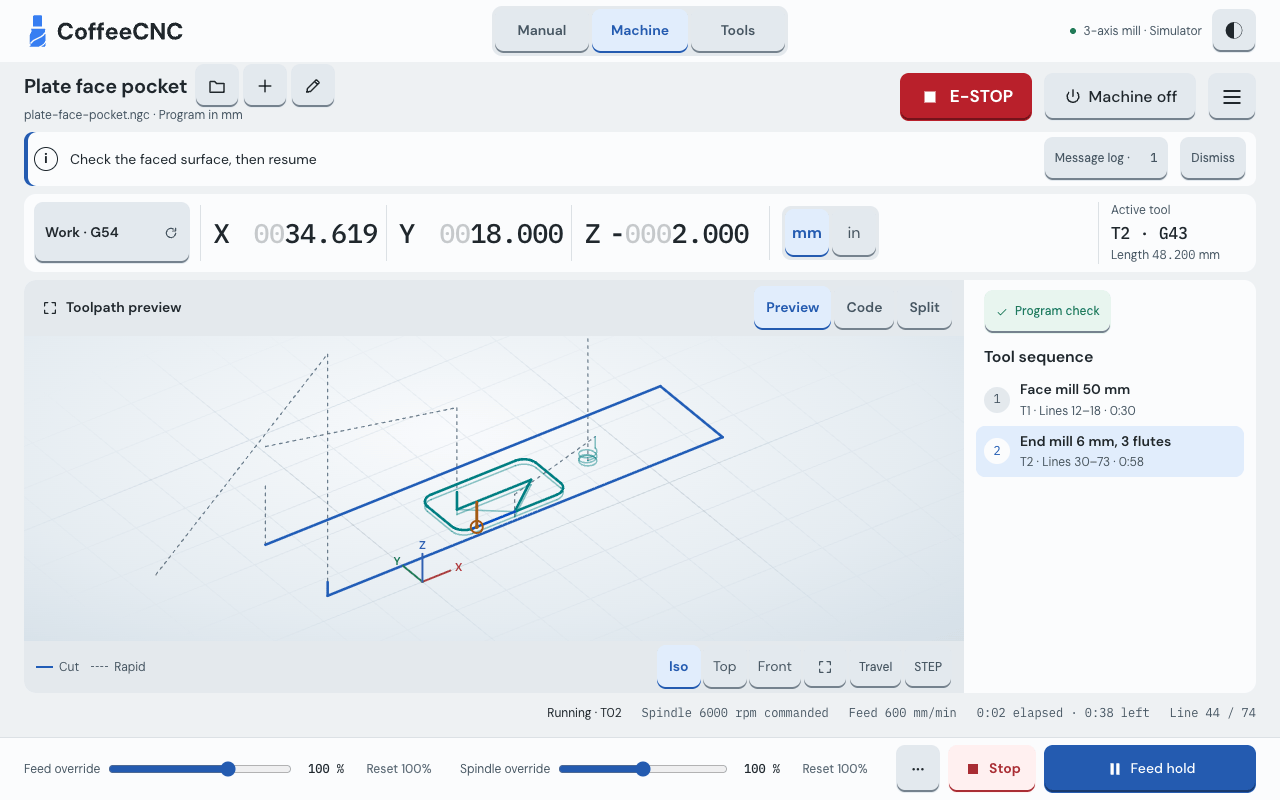 CoffeeCNC
Manual Machine Tools
3-axis mill · Simulator
Plate face pocket
plate-face-pocket.ngc · Program in mm
E-STOP Machine off
i Check the faced surface, then resume
Message log · 1 Dismiss
Work · G54
X 0034.619 Y 0018.000 Z -0002.000
mm in
Active tool
T2 · G43
Length 48.200 mm
Toolpath preview
Preview Code Split
Program check
Tool sequence
1 Face mill 50 mm
T1 · Lines 12–18 · 0:30
2 End mill 6 mm, 3 flutes
T2 · Lines 30–73 · 0:58
Z
Y
X
Cut Rapid
Iso Top Front Travel STEP
Running · T02 Spindle 6000 rpm commanded Feed 600 mm/min 0:02 elapsed · 0:38 left Line 44 / 74
Feed override 100 % Reset 100% Spindle override 100 % Reset 100% ... Stop Feed hold